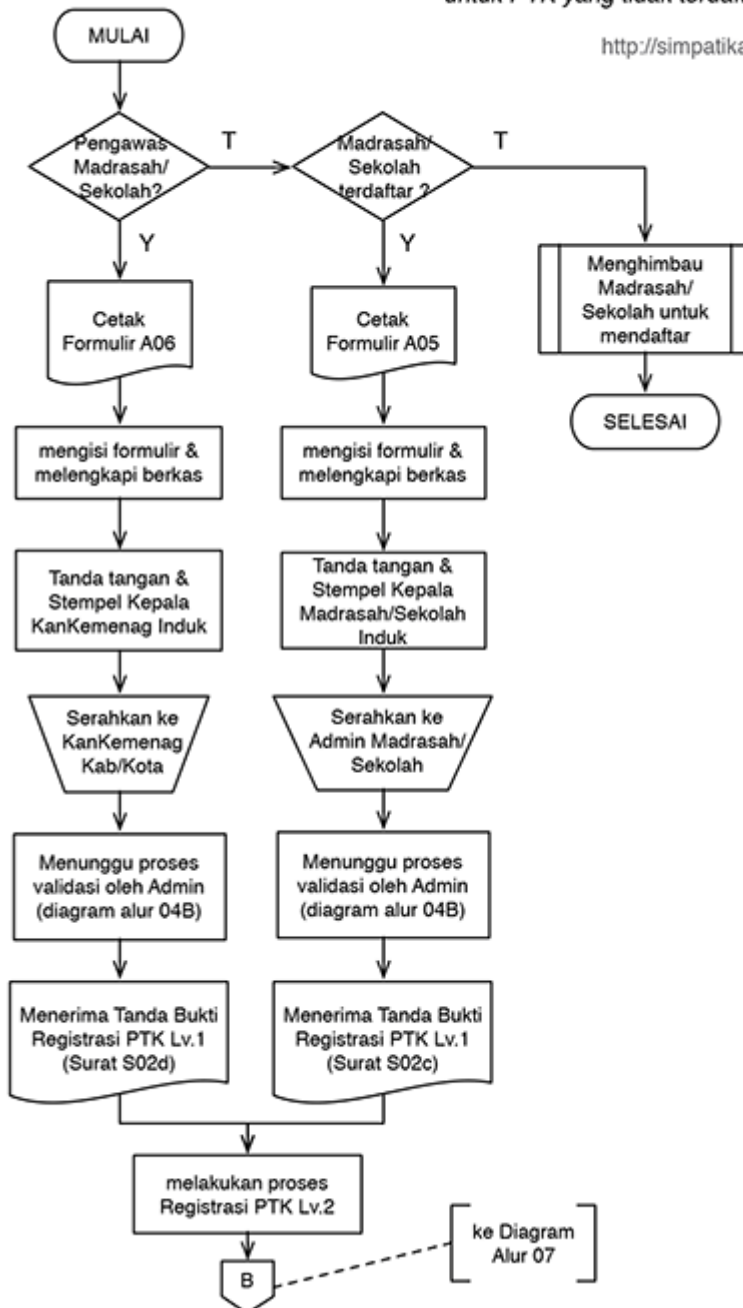 untuk PTK yang tidak
http://simpatika
MULAI
Pengawas
Madrasah/
Sekolah?
T
Madrasah/
Sekolah
terdaftar ?
T
Y
Y
Menghimbau
Madrasah/
Sekolah untuk
mendaftar
SELESAI
Cetak
Formulir A06
Cetak
Formulir A05
mengisi formulir &
melengkapi berkas
mengisi formulir &
melengkapi berkas
Tanda tangan &
Stempel Kepala
KanKemenag Induk
Tanda tangan &
Stempel Kepala
Madrasah/Sekolah
Induk
Serahkan ke
KanKemenag
Kab/Kota
Serahkan ke
Admin Madrasah/
Sekolah
Menunggu proses
validasi oleh Admin
(diagram alur 04B)
Menunggu proses
validasi oleh Admin
(diagram alur 04B)
Menerima Tanda Bukti
Registrasi PTK Lv.1
(Surat S02d)
Menerima Tanda Bukti
Registrasi PTK Lv.1
(Surat S02c)
melakukan proses
Registrasi PTK Lv.2
B
ke Diagram
Alur 07